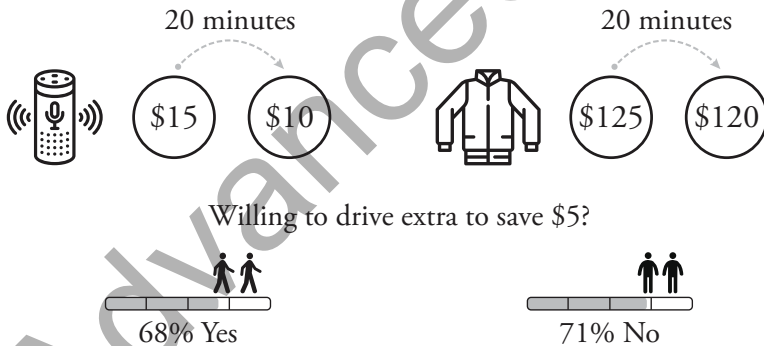 20 minutes 20 minutes
$15 $10 $125 $120
Willing to drive extra to save $5?
68% Yes 71% No
Advances